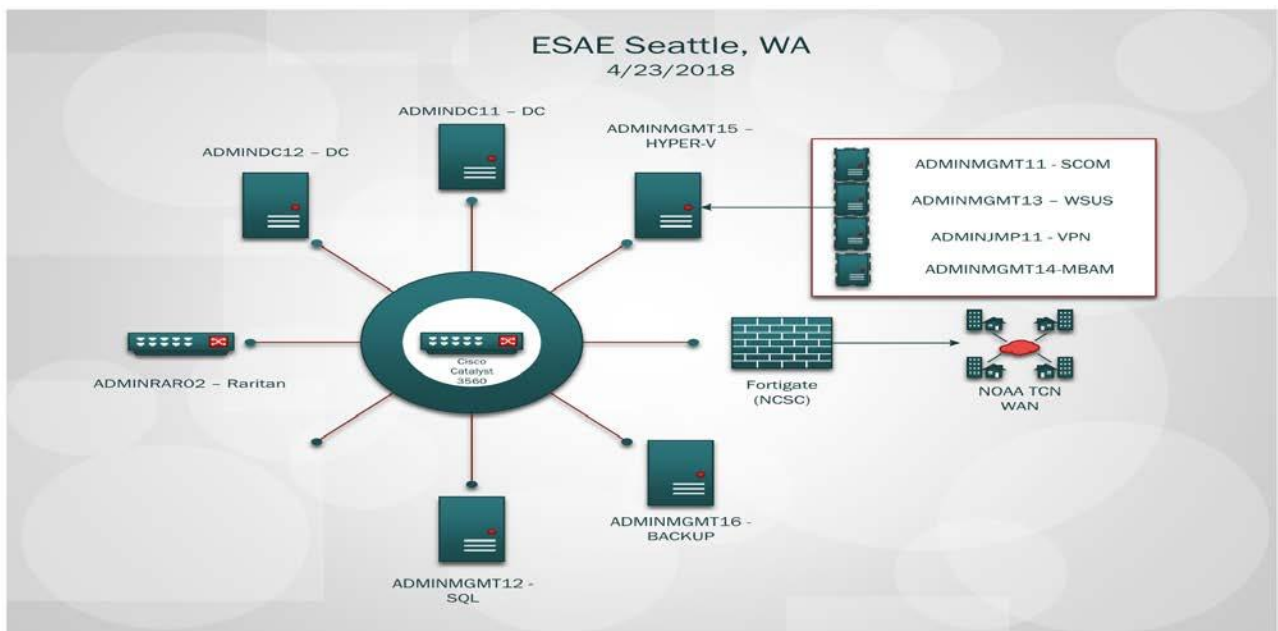 ESAE Seattle, WA
4/23/2018
ADMINDC11 – DC
ADMINDC12 – DC
ADMINMGMT15 –
HYPER-V
ADMINMGMT11 - SCOM
ADMINMGMT13 – WSUS
ADMINJMP11 - VPN
ADMINMGMT14-MBAM
ADMINRAR02 – Raritan
Cisco
Catalyst
3560
Fortigate
(NCSC)
NOAA TCN
WAN
ADMINMGMT16 -
BACKUP
ADMINMGMT12 -
SQL